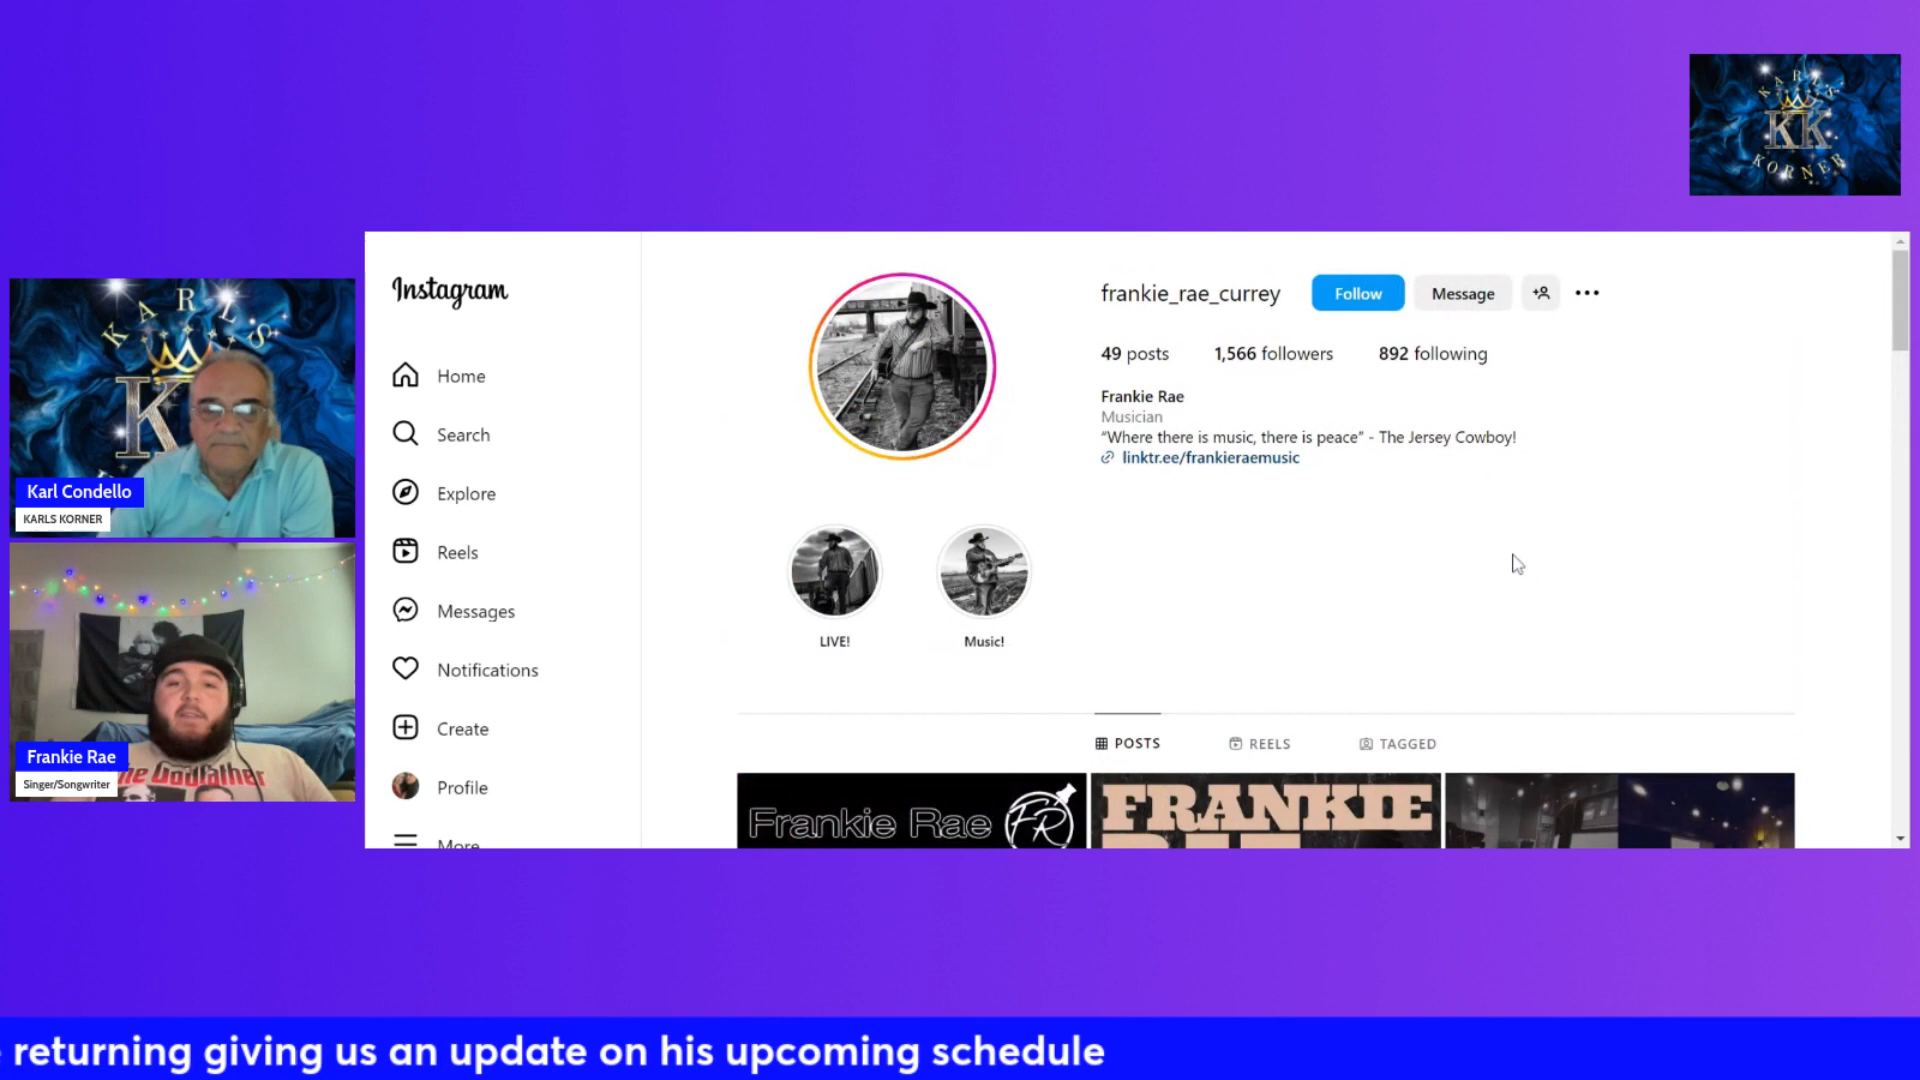 KARLS
KK
KORNER
KARLS
K
Karl Condello
KARLS KORNER
Frankie Rae
Singer/Songwriter
Godfather
Instagram
Home
Search
Explore
Reels
Messages
Notifications
Create
Profile
More
frankie_rae_currey
Follow
Message
49 posts
1,566 followers
892 following
Frankie Rae
Musician
“Where there is music, there is peace” - The Jersey Cowboy!
linktr.ee/frankieraemusic
LIVE!
Music!
POSTS
REELS
TAGGED
Frankie Rae
FR
FRANKIE
returning giving us an update on his upcoming schedule